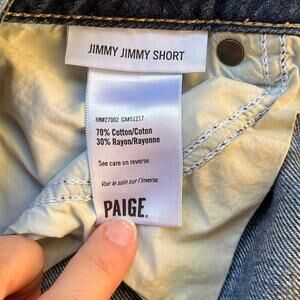 JIMMY JIMMY SHORT
RN#27002 CA#51217
70% Cotton/Coton
30% Rayon/Rayonne
See care on reverse.
Voir le soin sur l'inverse.
PAIGE